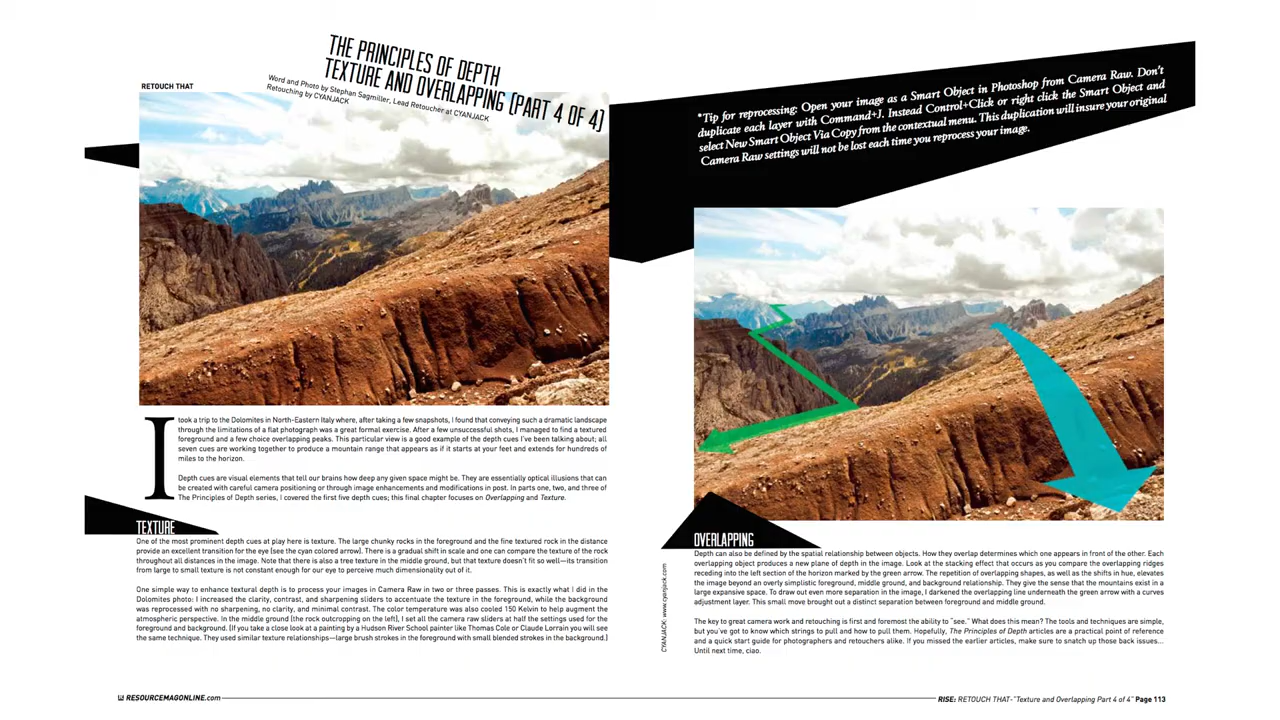 RETOUCH THAT
THE PRINCIPLES OF DEPTH
TEXTURE AND OVERLAPPING (PART 4 OF 4)
Word and Photo by Stephan Sagmiller, Lead Retoucher at CYANJACK
Retouching by CYANJACK
I took a trip to the Dolomites in North-Eastern Italy where, after taking a few snapshots, I found that conveying such a dramatic landscape
through the limitations of a flat photograph was a great formal exercise. After a few unsuccessful shots, I managed to find a textured
foreground and a few choice overlapping peaks. This particular view is a good example of the depth cues I've been talking about; all
seven cues are working together to produce a mountain range that appears as if it starts at your feet and extends for hundreds of
miles to the horizon.
Depth cues are visual elements that tell our brains how deep any given space might be. They are essentially optical illusions that can
be created with careful camera positioning or through image enhancements and modifications in post. In parts one, two, and three of
The Principles of Depth series, I covered the first five depth cues; this final chapter focuses on Overlapping and Texture.
TEXTURE
One of the most prominent depth cues at play here is texture. The large chunky rocks in the foreground and the fine textured rock in the distance
provide an excellent transition for the eye (see the cyan colored arrow). There is a gradual shift in scale and one can compare the texture of the rock
throughout all distances in the image. Note that there is also a tree texture in the middle ground, but that texture doesn't fit so well—its transition
from large to small texture is not constant enough for our eye to perceive much dimensionality out of it.
One simple way to enhance textural depth is to process your images in Camera Raw in two or three passes. This is exactly what I did in the
Dolomites photo: I increased the clarity, contrast, and sharpening sliders to accentuate the texture in the foreground, while the background
was reprocessed with no sharpening, no clarity, and minimal contrast. The color temperature was also cooled 150 Kelvin to help augment the
atmospheric perspective. In the middle ground (the rock outcropping on the left), I set all the camera raw sliders at half the settings used for the
foreground and background. (If you take a close look at a painting by a Hudson River School painter like Thomas Cole or Claude Lorrain you will see
the same technique. They used similar texture relationships—large brush strokes in the foreground with small blended strokes in the background.)
RESOURCEMAGONLINE.com
*Tip for reprocessing: Open your image as a Smart Object in Photoshop from Camera Raw. Don't
duplicate each layer with Command+J. Instead Control+Click or right click the Smart Object and
select New Smart Object Via Copy from the contextual menu. This duplication will insure your original
Camera Raw settings will not be lost each time you reprocess your image.
OVERLAPPING
Depth can also be defined by the spatial relationship between objects. How they overlap determines which one appears in front of the other. Each
overlapping object produces a new plane of depth in the image. Look at the stacking effect that occurs as you compare the overlapping ridges
receding into the left section of the horizon marked by the green arrow. The repetition of overlapping shapes, as well as the shifts in hue, elevates
the image beyond an overly simplistic foreground, middle ground, and background relationship. They give the sense that the mountains exist in a
large expansive space. To draw out even more separation in the image, I darkened the overlapping line underneath the green arrow with a curves
adjustment layer. This small move brought out a distinct separation between foreground and middle ground.
The key to great camera work and retouching is first and foremost the ability to "see." What does this mean? The tools and techniques are simple,
but you've got to know which strings to pull and how to pull them. Hopefully, The Principles of Depth articles are a practical point of reference
and a quick start guide for photographers and retouchers alike. If you missed the earlier articles, make sure to snatch up those back issues...
Until next time, ciao.
CYANJACK: www.cyanjack.com
RISE: RETOUCH THAT-"Texture and Overlapping Part 4 of 4" Page 113